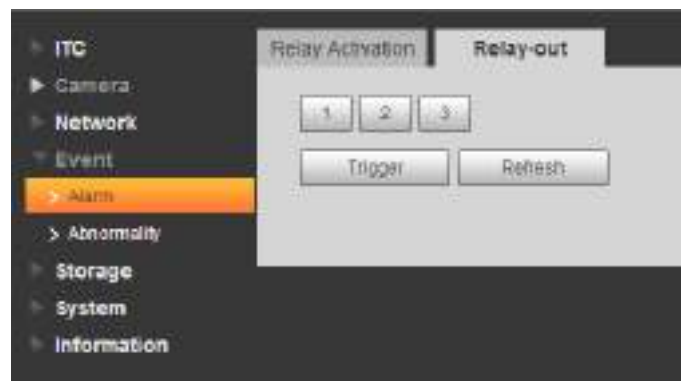 ITC
Camera
Network
Event
Alarm
Abnormality
Storage
System
Information
Relay Activation
Relay-out
1
2
3
Trigger
Refresh